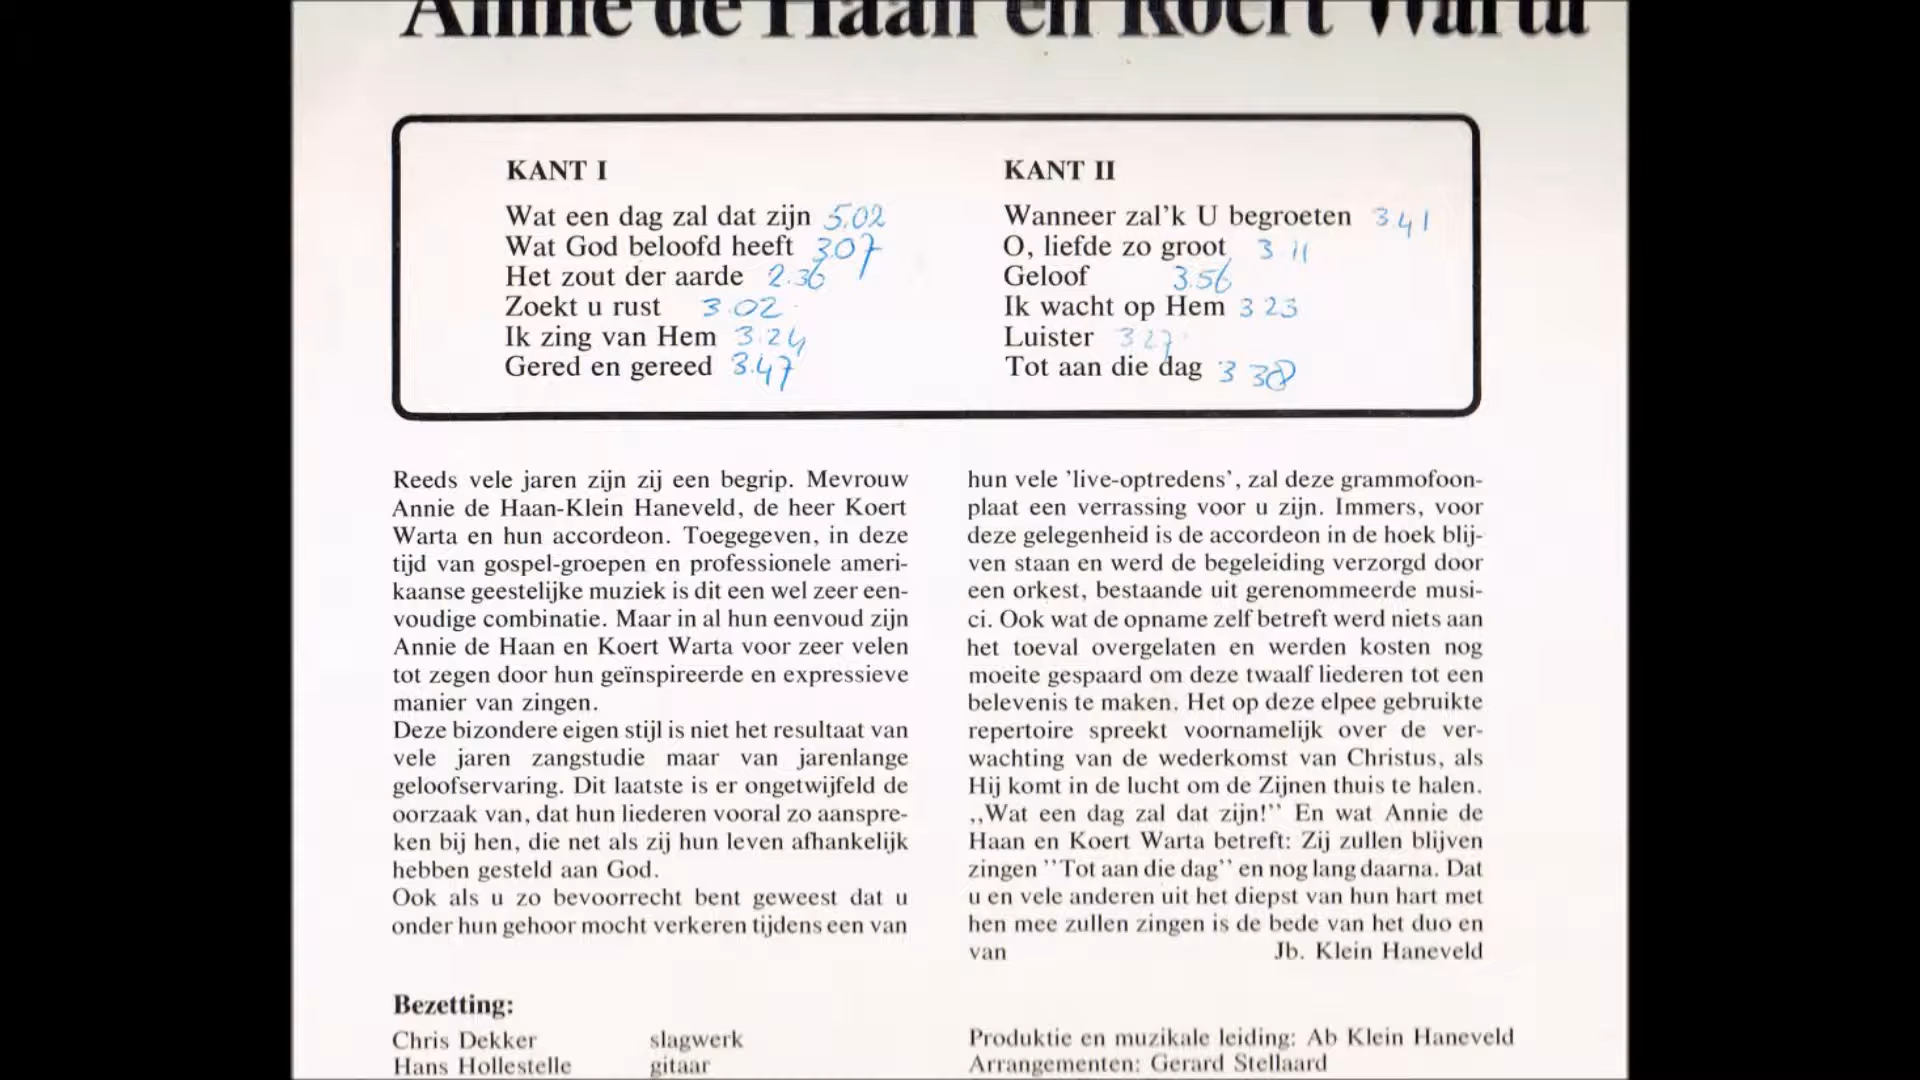 Annie de Haan en Koert Warta
KANT I
Wat een dag zal dat zijn 5.02
Wat God beloofd heeft 3.07
Het zout der aarde 2.36
Zoekt u rust 3.02
Ik zing van Hem 3.24
Gered en gereed 3.47
KANT II
Wanneer zal'k U begroeten 3 41
O, liefde zo groot 3 11
Geloof 3.56
Ik wacht op Hem 3 23
Luister 3 27
Tot aan die dag 3 38
Reeds vele jaren zijn zij een begrip. Mevrouw
Annie de Haan-Klein Haneveld, de heer Koert
Warta en hun accordeon. Toegegeven, in deze
tijd van gospel-groepen en professionele ameri-
kaanse geestelijke muziek is dit een wel zeer een-
voudige combinatie. Maar in al hun eenvoud zijn
Annie de Haan en Koert Warta voor zeer velen
tot zegen door hun geïnspireerde en expressieve
manier van zingen.
Deze bizondere eigen stijl is niet het resultaat van
vele jaren zangstudie maar van jarenlange
geloofservaring. Dit laatste is er ongetwijfeld de
oorzaak van, dat hun liederen vooral zo aanspre-
ken bij hen, die net als zij hun leven afhankelijk
hebben gesteld aan God.
Ook als u zo bevoorrecht bent geweest dat u
onder hun gehoor mocht verkeren tijdens een van
hun vele 'live-optredens', zal deze grammofoon-
plaat een verrassing voor u zijn. Immers, voor
deze gelegenheid is de accordeon in de hoek blij-
ven staan en werd de begeleiding verzorgd door
een orkest, bestaande uit gerenommeerde musi-
ci. Ook wat de opname zelf betreft werd niets aan
het toeval overgelaten en werden kosten nog
moeite gespaard om deze twaalf liederen tot een
belevenis te maken. Het op deze elpee gebruikte
repertoire spreekt voornamelijk over de ver-
wachting van de wederkomst van Christus, als
Hij komt in de lucht om de Zijnen thuis te halen.
,,Wat een dag zal dat zijn!'' En wat Annie de
Haan en Koert Warta betreft: Zij zullen blijven
zingen ''Tot aan die dag'' en nog lang daarna. Dat
u en vele anderen uit het diepst van hun hart met
hen mee zullen zingen is de bede van het duo en
van Jb. Klein Haneveld
Bezetting:
Chris Dekker slagwerk
Hans Hollestelle gitaar
Produktie en muzikale leiding: Ab Klein Haneveld
Arrangementen: Gerard Stellaard